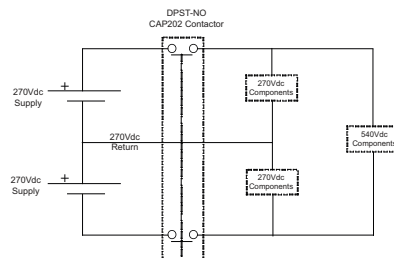 DPST-NO
CAP202 Contactor
+
270Vdc
Supply
270Vdc
Components
270Vdc
Return
540Vdc
Components
+
270Vdc
Supply
270Vdc
Components